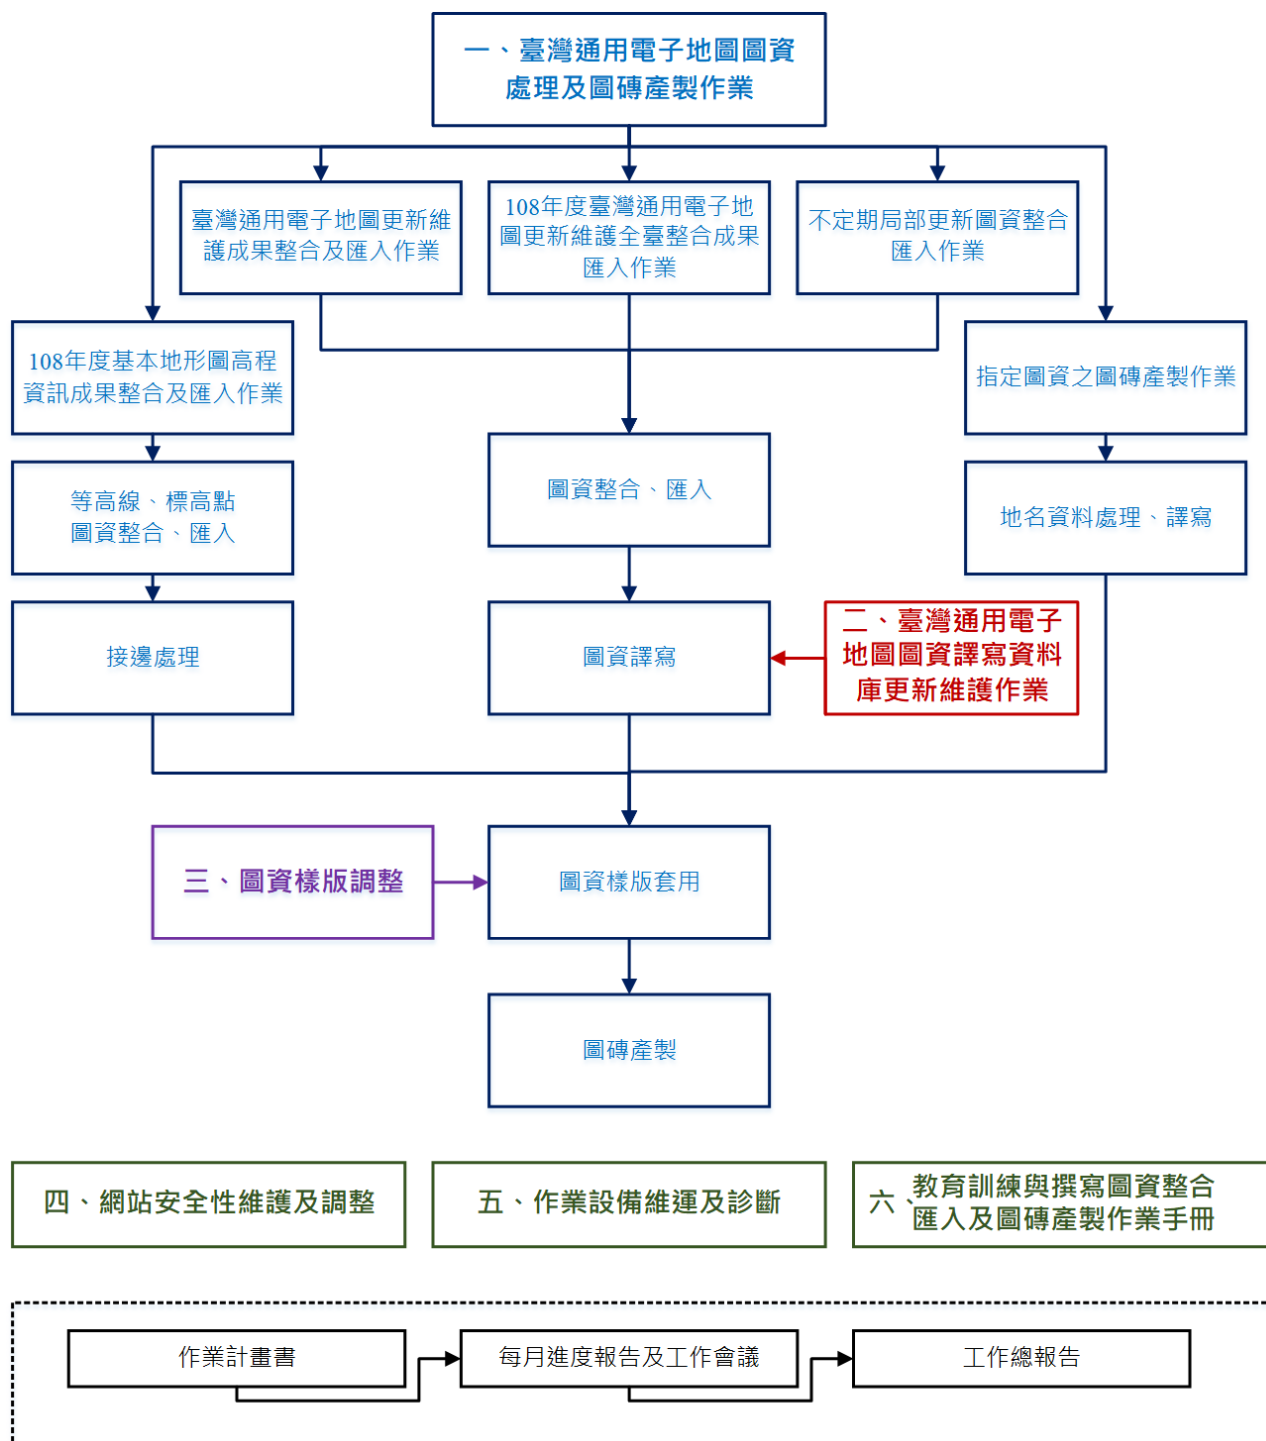 一、臺灣通用電子地圖圖資
處理及圖磚產製作業
臺灣通用電子地圖更新維
護成果整合及匯入作業
108年度臺灣通用電子地
圖更新維護全臺整合成果
匯入作業
不定期局部更新圖資整合
匯入作業
108年度基本地形圖高程
資訊成果整合及匯入作業
指定圖資之圖磚產製作業
等高線、標高點
圖資整合、匯入
圖資整合、匯入
地名資料處理、譯寫
接邊處理
圖資譯寫
二、臺灣通用電子
地圖圖資譯寫資料
庫更新維護作業
三、圖資樣版調整
圖資樣版套用
圖磚產製
四、網站安全性維護及調整
五、作業設備維運及診斷
六、教育訓練與撰寫圖資整合
匯入及圖磚產製作業手冊
作業計畫書
每月進度報告及工作會議
工作總報告